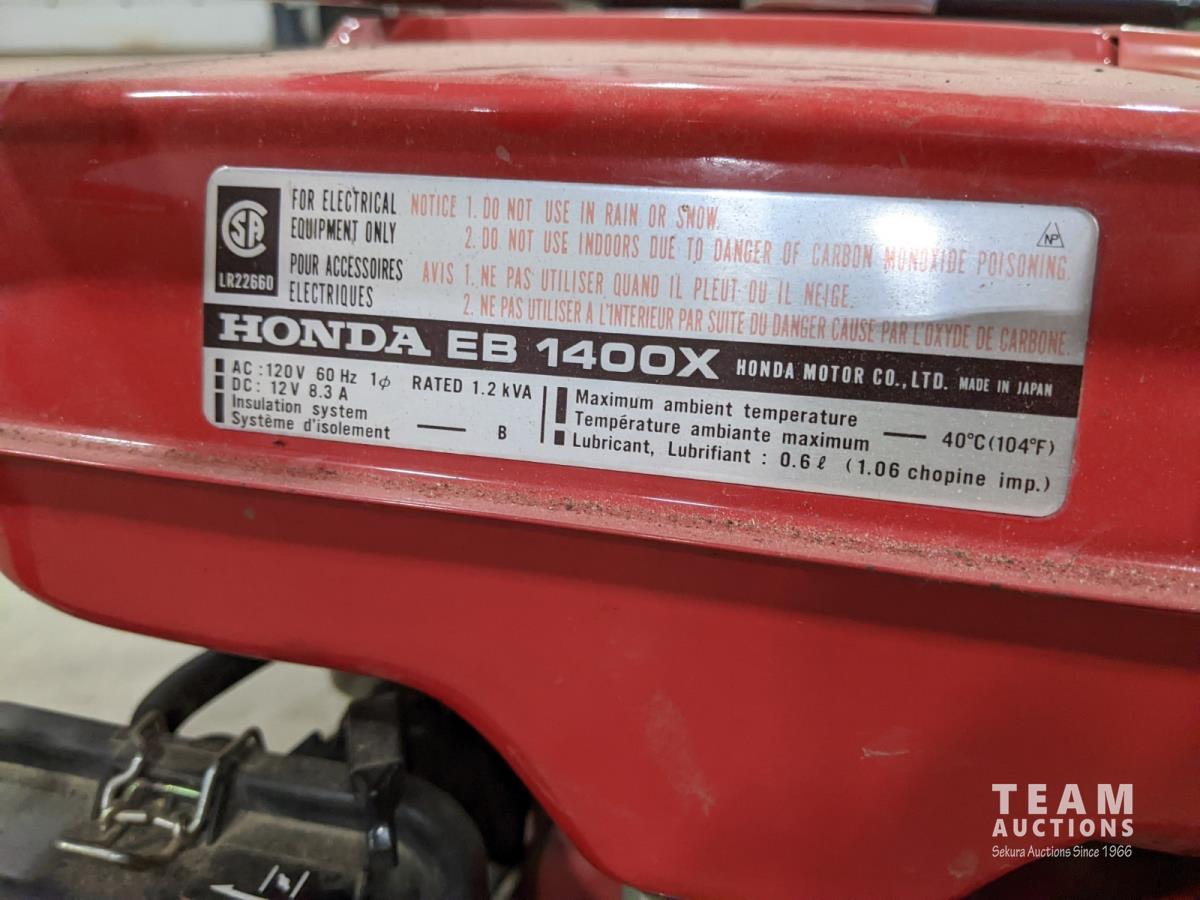 FOR ELECTRICAL
EQUIPMENT ONLY
POUR ACCESSOIRES
ELECTRIQUES
SA
LR22660
NOTICE 1. DO NOT USE IN RAIN OR SNOW.
2. DO NOT USE INDOORS DUE TO DANGER OF CARBON MONOXIDE POISONING.
AVIS 1. NE PAS UTILISER QUAND IL PLEUT OU IL NEIGE.
2. NE PAS UTILISER A L'INTERIEUR PAR SUITE DU DANGER CAUSE PAR L'OXYDE DE CARBONE.
NP
HONDA EB 1400X HONDA MOTOR CO., LTD. MADE IN JAPAN
AC : 120V 60 Hz 1φ RATED 1.2 kVA
DC : 12V 8.3 A
Insulation system
Système d'isolement — B
Maximum ambient temperature
Température ambiante maximum — 40°C (104°F)
Lubricant, Lubrifiant : 0.6 ℓ (1.06 chopine imp.)
TEAM
AUCTIONS
Sekura Auctions Since 1966